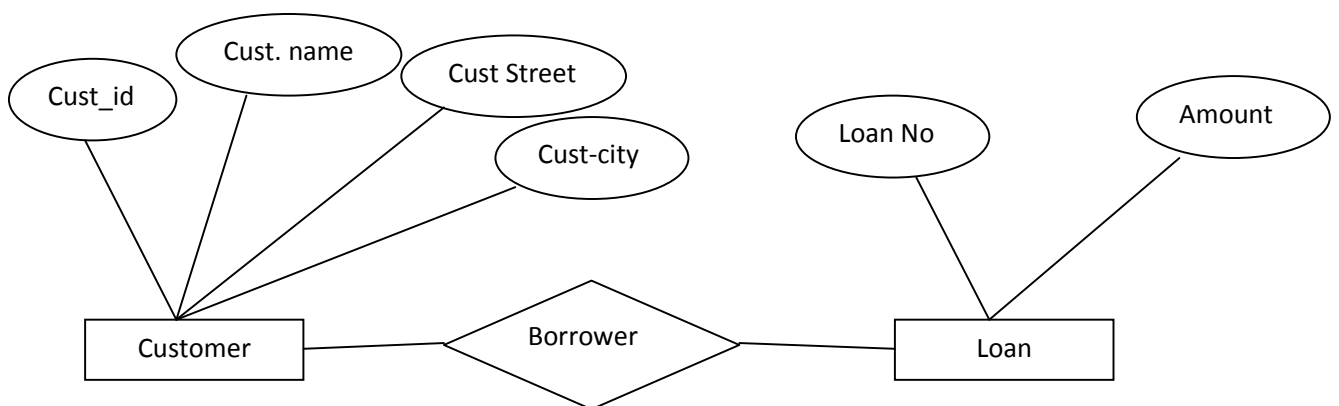 Cust_id
Cust. name
Cust Street
Cust-city
Loan No
Amount
Customer
Borrower
Loan